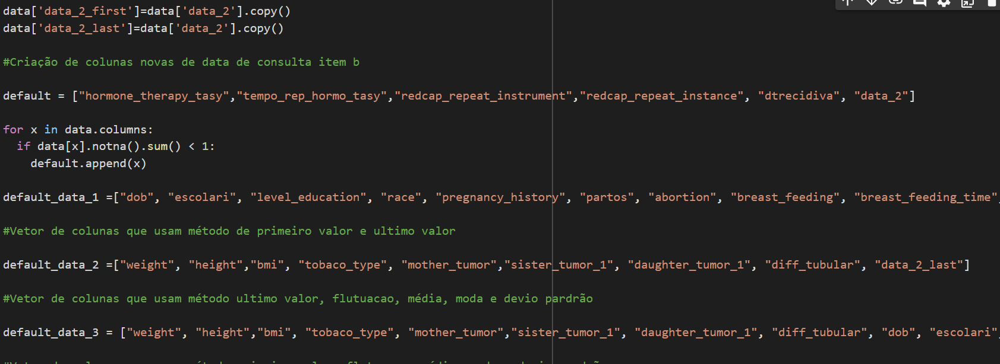 data['data_2_first']=data['data_2'].copy()
data['data_2_last']=data['data_2'].copy()
#Criação de colunas novas de data de consulta item b
default = ["hormone_therapy_tasy","tempo_rep_hormo_tasy","redcap_repeat_instrument","redcap_repeat_instance", "dtrecidiva", "data_2"]
for x in data.columns:
  if data[x].notna().sum() < 1:
    default.append(x)
default_data_1 =["dob", "escolari", "level_education", "race", "pregnancy_history", "partos", "abortion", "breast_feeding", "breast_feeding_time",
#Vetor de colunas que usam método de primeiro valor e ultimo valor
default_data_2 =["weight", "height","bmi", "tobaco_type", "mother_tumor","sister_tumor_1", "daughter_tumor_1", "diff_tubular", "data_2_last"]
#Vetor de colunas que usam método ultimo valor, flutuacao, média, moda e devio pardrão
default_data_3 = ["weight", "height","bmi", "tobaco_type", "mother_tumor","sister_tumor_1", "daughter_tumor_1", "diff_tubular", "dob", "escolari",